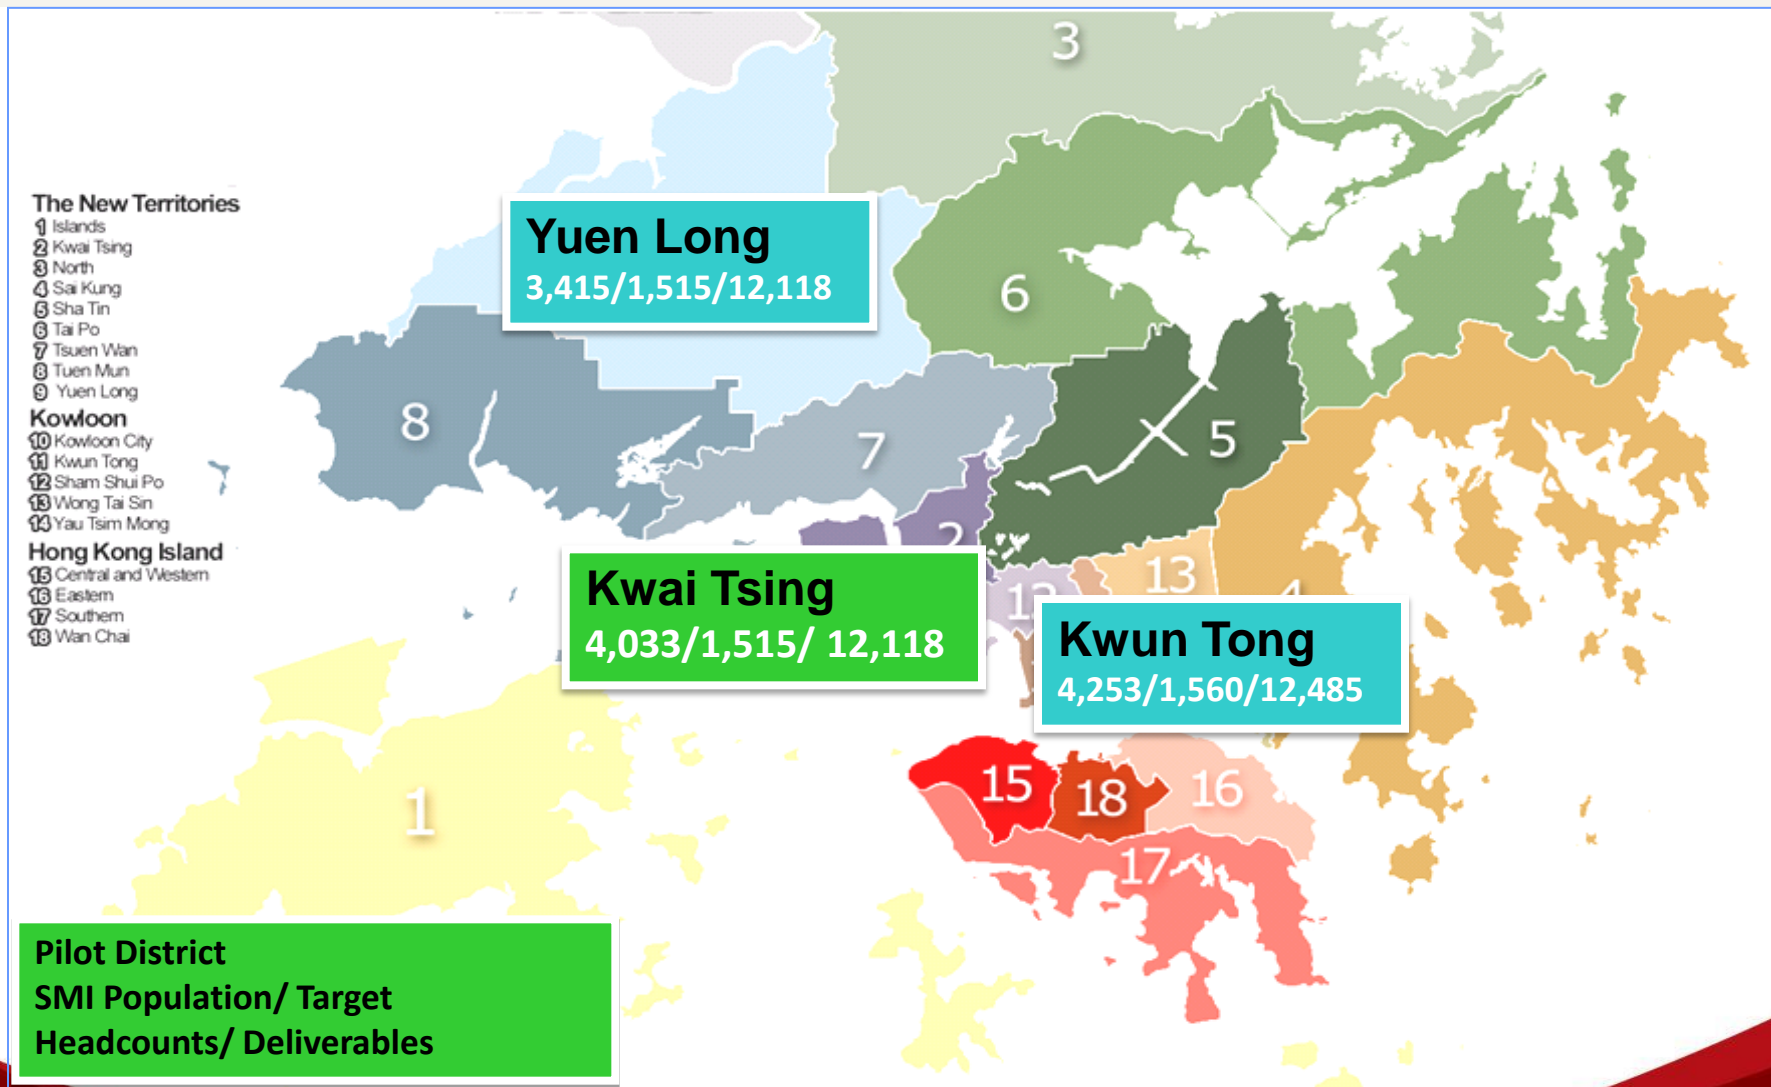 3
The New Territories
1 Islands
2 Kwai Tsing
3 North
4 Sai Kung
5 Sha Tin
6 Tai Po
7 Tsuen Wan
8 Tuen Mun
9 Yuen Long
Kowloon
10 Kowloon City
11 Kwun Tong
12 Sham Shui Po
13 Wong Tai Sin
14 Yau Tsim Mong
Hong Kong Island
15 Central and Western
16 Eastern
17 Southern
18 Wan Chai
Yuen Long
3,415/1,515/12,118
6
8
7
5
2
Kwai Tsing
4,033/1,515/ 12,118
13
Kwun Tong
4,253/1,560/12,485
1
15
18
16
17
Pilot District
SMI Population/ Target
Headcounts/ Deliverables